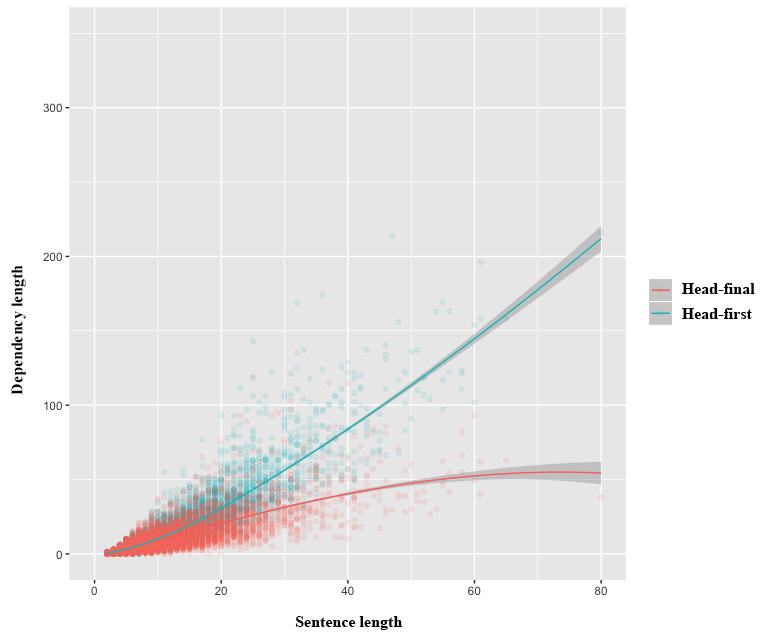 300
200
100
0
Dependency length
0 20 40 60 80
Sentence length
Head-final
Head-first